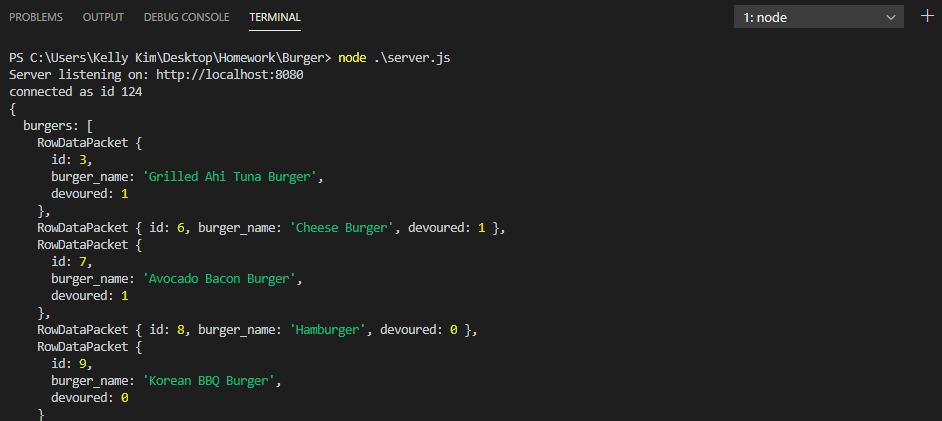 PROBLEMS OUTPUT DEBUG CONSOLE TERMINAL 1: node
PS C:\Users\Kelly Kim\Desktop\Homework\Burger> node .\server.js
Server listening on: http://localhost:8080
connected as id 124
{
  burgers: [
    RowDataPacket {
      id: 3,
      burger_name: 'Grilled Ahi Tuna Burger',
      devoured: 1
    },
    RowDataPacket { id: 6, burger_name: 'Cheese Burger', devoured: 1 },
    RowDataPacket {
      id: 7,
      burger_name: 'Avocado Bacon Burger',
      devoured: 1
    },
    RowDataPacket { id: 8, burger_name: 'Hamburger', devoured: 0 },
    RowDataPacket {
      id: 9,
      burger_name: 'Korean BBQ Burger',
      devoured: 0
    }